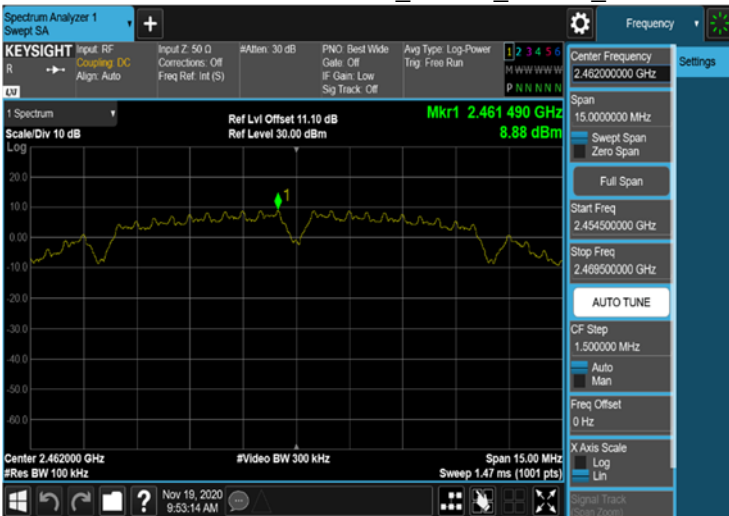 Spectrum Analyzer 1
Swept SA
+
Frequency
KEYSIGHT
R
LXI
Input: RF
Coupling: DC
Align: Auto
Input Z: 50 Ω
Corrections: Off
Freq Ref: Int (S)
#Atten: 30 dB
PNO: Best Wide
Gate: Off
IF Gain: Low
Sig Track: Off
Avg Type: Log-Power
Trig: Free Run
1 2 3 4 5 6
M W W W W W
P N N N N N
1 Spectrum
Scale/Div 10 dB
Log
Ref Lvl Offset 11.10 dB
Ref Level 30.00 dBm
Mkr1 2.461 490 GHz
8.88 dBm
20.0
10.0
0.00
-10.0
-20.0
-30.0
-40.0
-50.0
-60.0
1
Center 2.462000 GHz
#Res BW 100 kHz
#Video BW 300 kHz
Span 15.00 MHz
Sweep 1.47 ms (1001 pts)
Center Frequency
2.462000000 GHz
Settings
Span
15.0000000 MHz
Swept Span
Zero Span
Full Span
Start Freq
2.454500000 GHz
Stop Freq
2.469500000 GHz
AUTO TUNE
CF Step
1.500000 MHz
Auto
Man
Freq Offset
0 Hz
X Axis Scale
Log
Lin
Signal Track
(Span Zoom)
?
Nov 19, 2020
9:53:14 AM